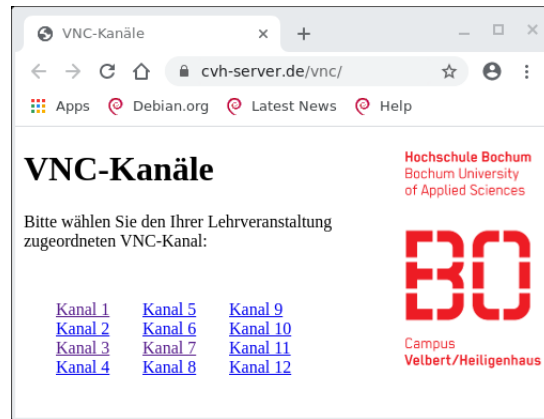 VNC-Kanäle
cvh-server.de/vnc/
Apps Debian.org Latest News Help
VNC-Kanäle
Bitte wählen Sie den Ihrer Lehrveranstaltung
zugeordneten VNC-Kanal:
Kanal 1 Kanal 5 Kanal 9
Kanal 2 Kanal 6 Kanal 10
Kanal 3 Kanal 7 Kanal 11
Kanal 4 Kanal 8 Kanal 12
Hochschule Bochum
Bochum University
of Applied Sciences
BO
Campus
Velbert/Heiligenhaus